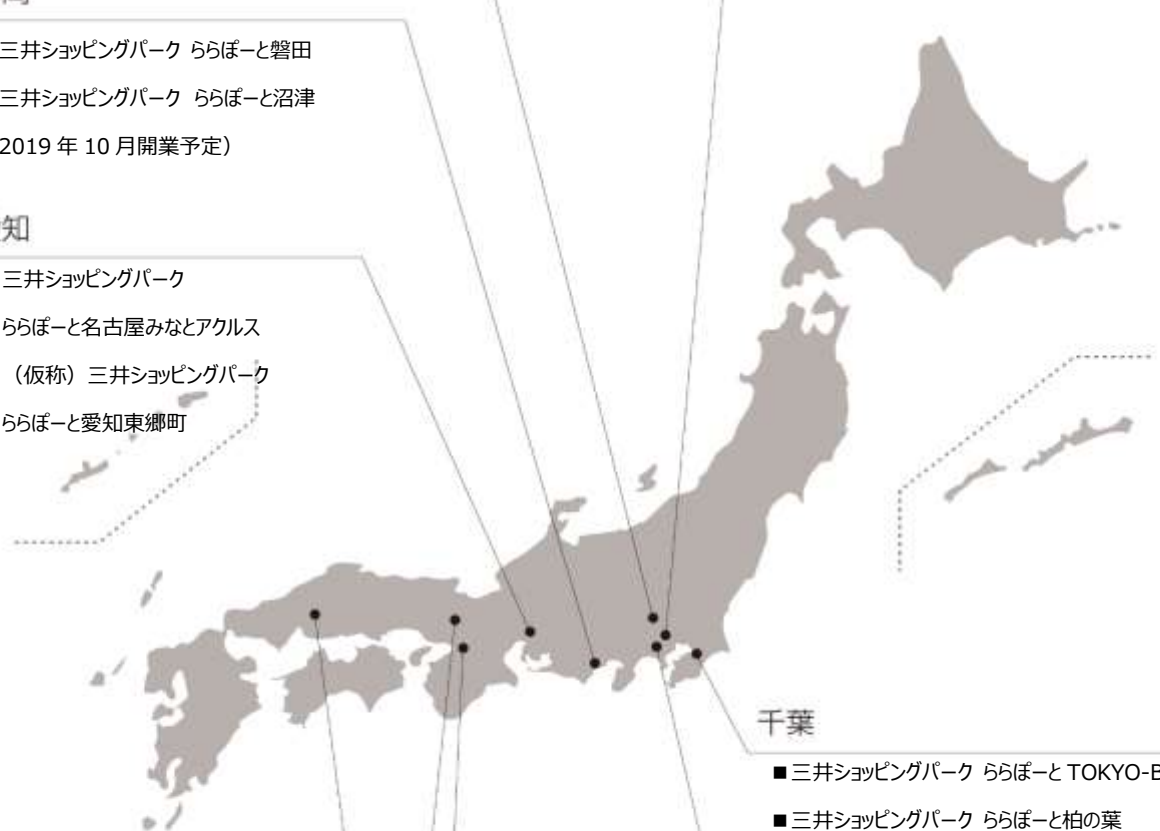 三井ショッピングパーク ららぽーと磐田
三井ショッピングパーク ららぽーと沼津
2019 年 10 月開業予定）
知
三井ショッピングパーク
ららぽーと名古屋みなとアクルス
（仮称）三井ショッピングパーク
ららぽーと愛知東郷町
千葉
■三井ショッピングパーク ららぽーと TOKYO-B
■三井ショッピングパーク ららぽーと柏の葉